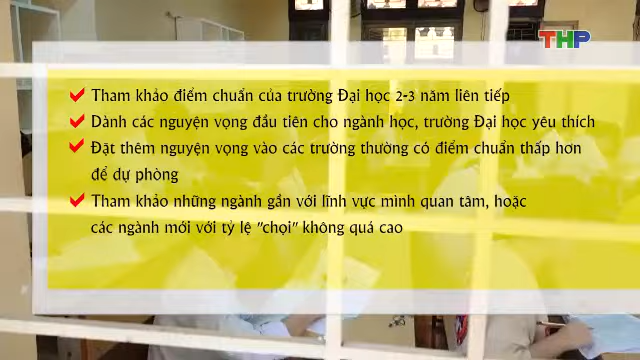 THP
Tham khảo điểm chuẩn của trường Đại học 2-3 năm liên tiếp
Dành các nguyện vọng đầu tiên cho ngành học, trường Đại học yêu thích
Đặt thêm nguyện vọng vào các trường thường có điểm chuẩn thấp hơn
để dự phòng
Tham khảo những ngành gần với lĩnh vực mình quan tâm, hoặc
các ngành mới với tỷ lệ "chọi" không quá cao